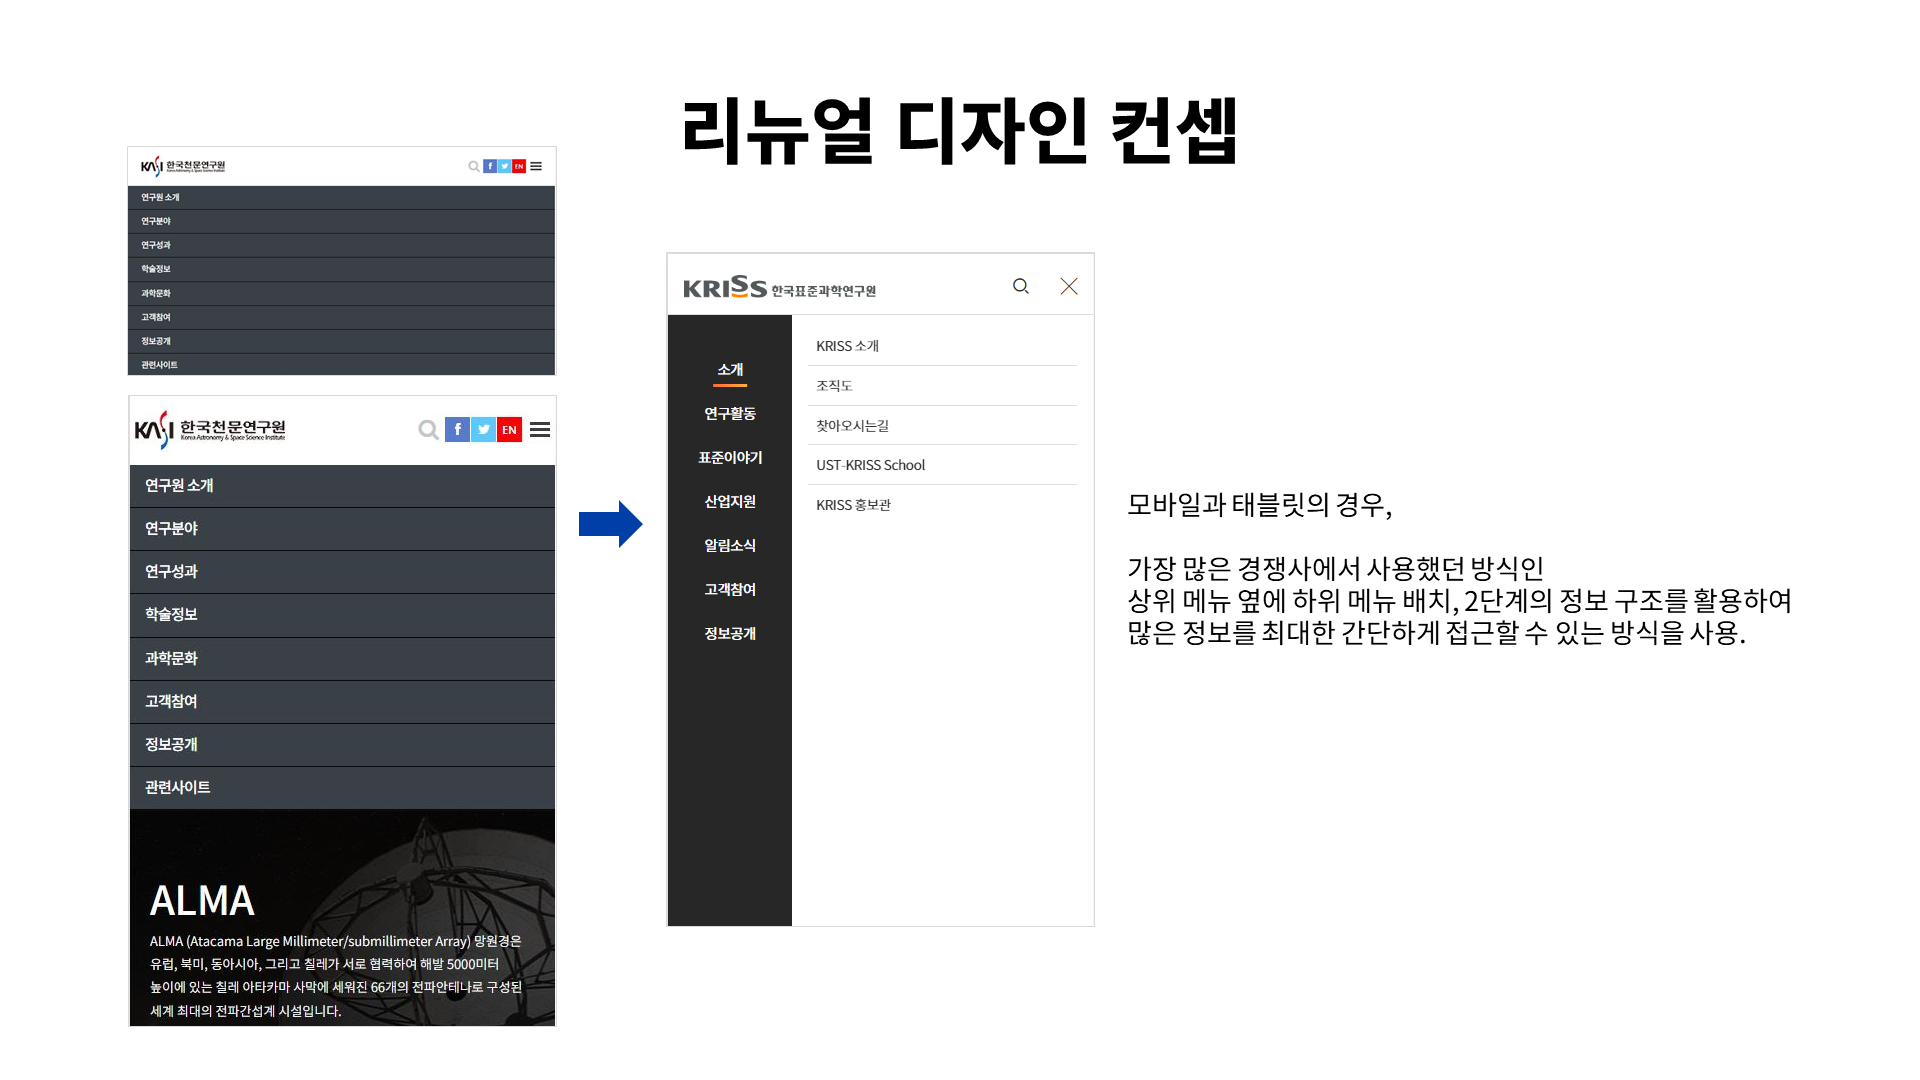 리뉴얼 디자인 컨셉
KASI 한국천문연구원
Korea Astronomy & Space Science Institute
f
EN
연구원 소개
연구분야
연구성과
학술정보
과학문화
고객참여
정보공개
관련사이트
KASI 한국천문연구원
Korea Astronomy & Space Science Institute
f
EN
연구원 소개
연구분야
연구성과
학술정보
과학문화
고객참여
정보공개
관련사이트
ALMA
ALMA (Atacama Large Millimeter/submillimeter Array) 망원경은
유럽, 북미, 동아시아, 그리고 칠레가 서로 협력하여 해발 5000미터
높이에 있는 칠레 아타카마 사막에 세워진 66개의 전파안테나로 구성된
세계 최대의 전파간섭계 시설입니다.
KRISS 한국표준과학연구원
소개
연구활동
표준이야기
산업지원
알림소식
고객참여
정보공개
KRISS 소개
조직도
찾아오시는길
UST-KRISS School
KRISS 홍보관
모바일과 태블릿의 경우,
가장 많은 경쟁사에서 사용했던 방식인
상위 메뉴 옆에 하위 메뉴 배치, 2단계의 정보 구조를 활용하여
많은 정보를 최대한 간단하게 접근할 수 있는 방식을 사용.